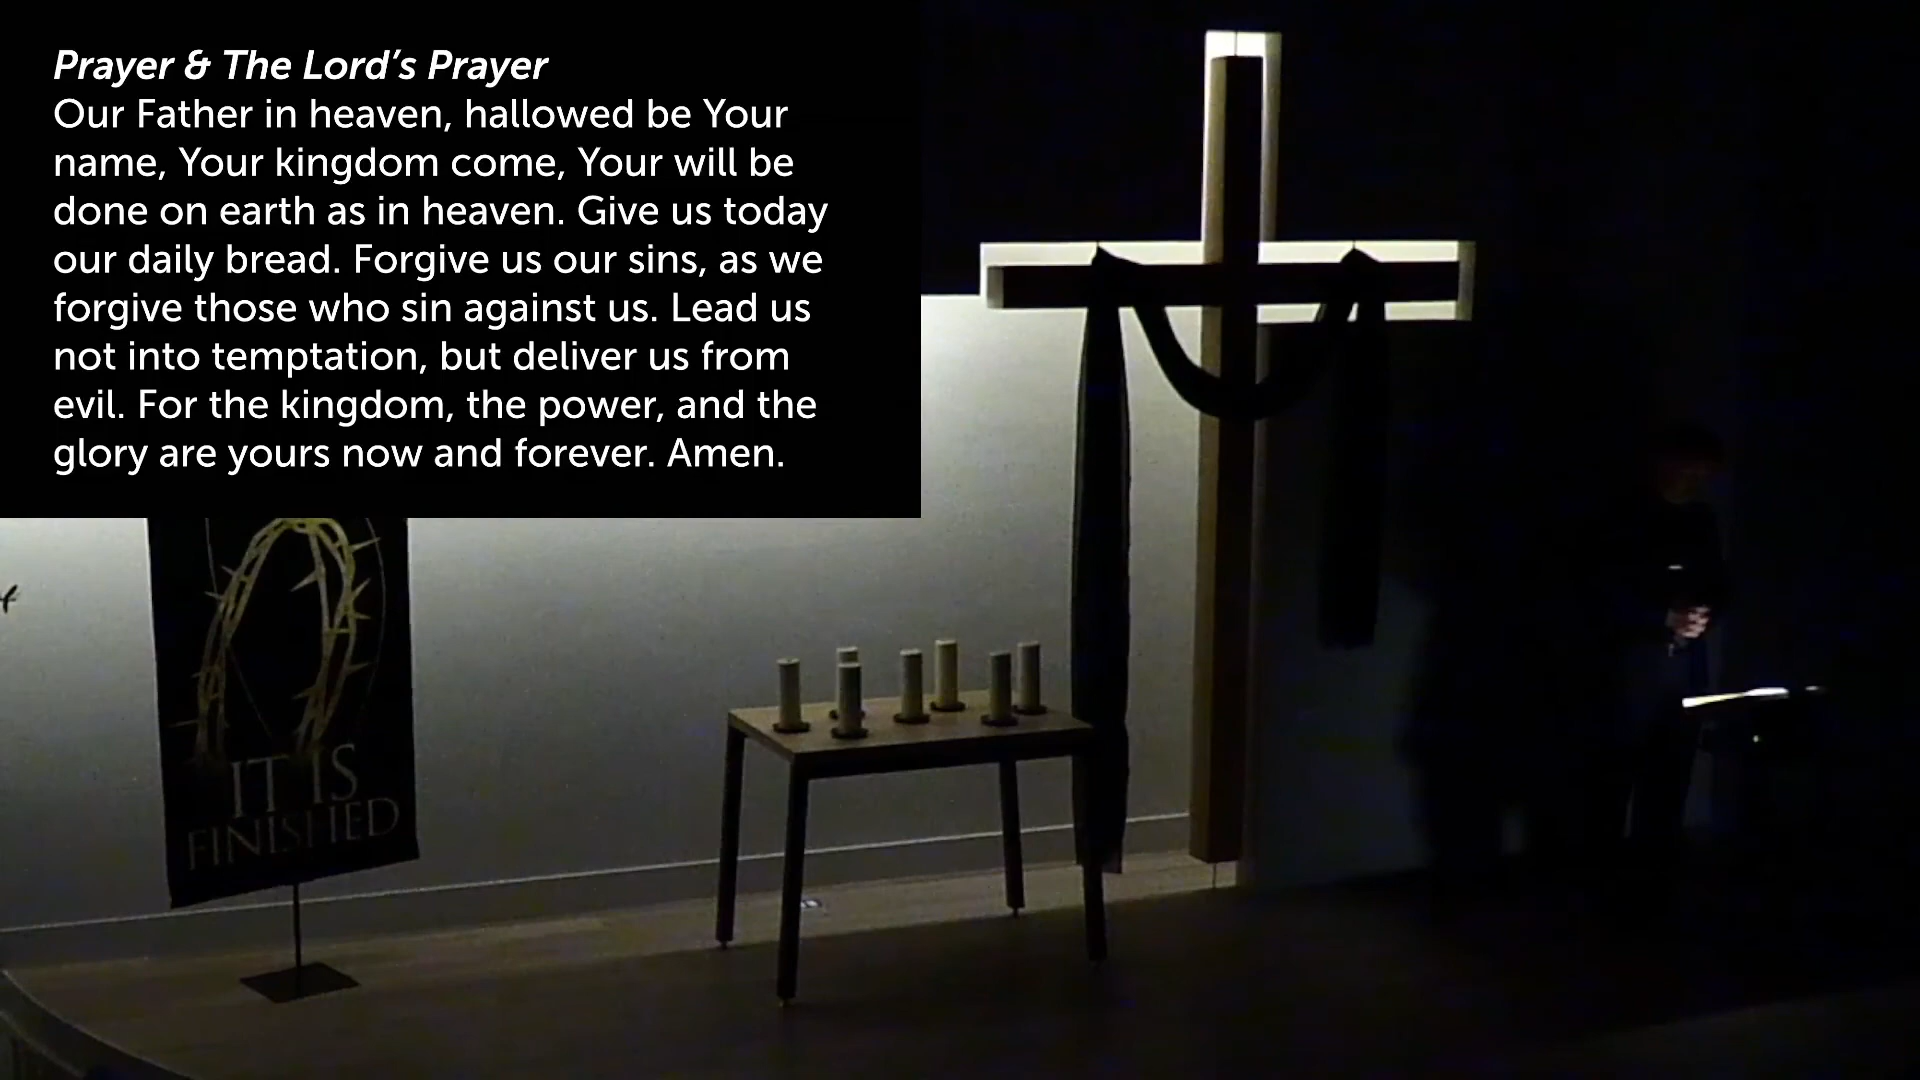 Prayer & The Lord’s Prayer
Our Father in heaven, hallowed be Your
name, Your kingdom come, Your will be
done on earth as in heaven. Give us today
our daily bread. Forgive us our sins, as we
forgive those who sin against us. Lead us
not into temptation, but deliver us from
evil. For the kingdom, the power, and the
glory are yours now and forever. Amen.
IT IS
FINISHED